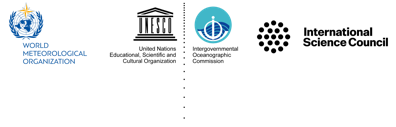 WORLD
METEOROLOGICAL
ORGANIZATION
UNESCO
United Nations
Educational, Scientific and
Cultural Organization
Intergovernmental
Oceanographic
Commission
International
Science Council